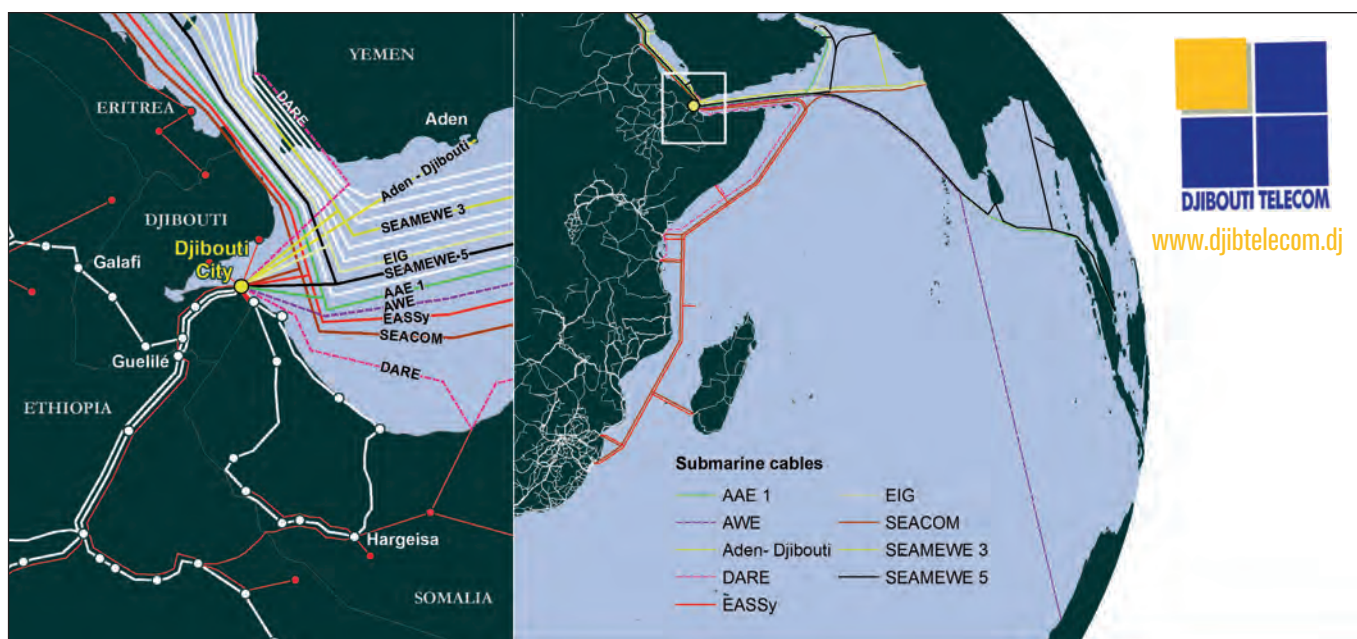 YEMEN
ERITREA
DARE
Aden
Aden - Djibouti
DJIBOUTI
SEAMEWE 3
Djibouti
City
Galafi
EIG
SEAMEWE-5
AAE 1
AWE
EASSy
SEACOM
Guelilé
DARE
ETHIOPIA
Hargeisa
SOMALIA
Submarine cables
AAE 1
AWE
Aden- Djibouti
DARE
EASSy
EIG
SEACOM
SEAMEWE 3
SEAMEWE 5
DJIBOUTI TELECOM
www.djibtelecom.dj